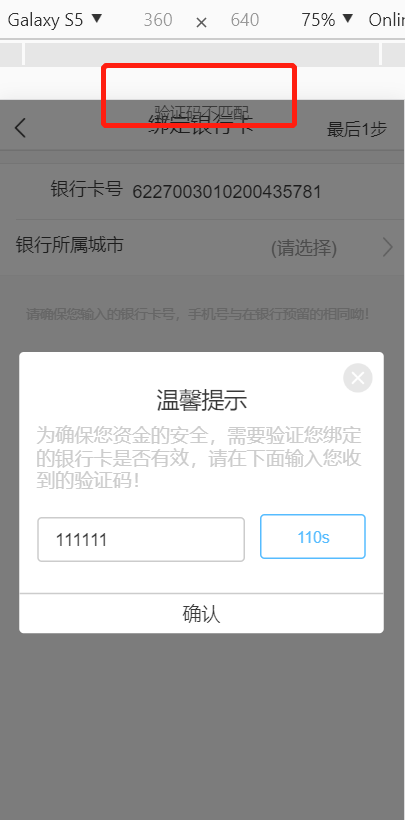 Galaxy S5 ▼ 360 × 640 75% ▼ Onlin
验证码不匹配
绑定银行卡 最后1步
银行卡号 6227003010200435781
银行所属城市 (请选择)
请确保您输入的银行卡号，手机号与在银行预留的相同呦！
温馨提示
为确保您资金的安全，需要验证您绑定
的银行卡是否有效，请在下面输入您收
到的验证码！
111111 110s
确认